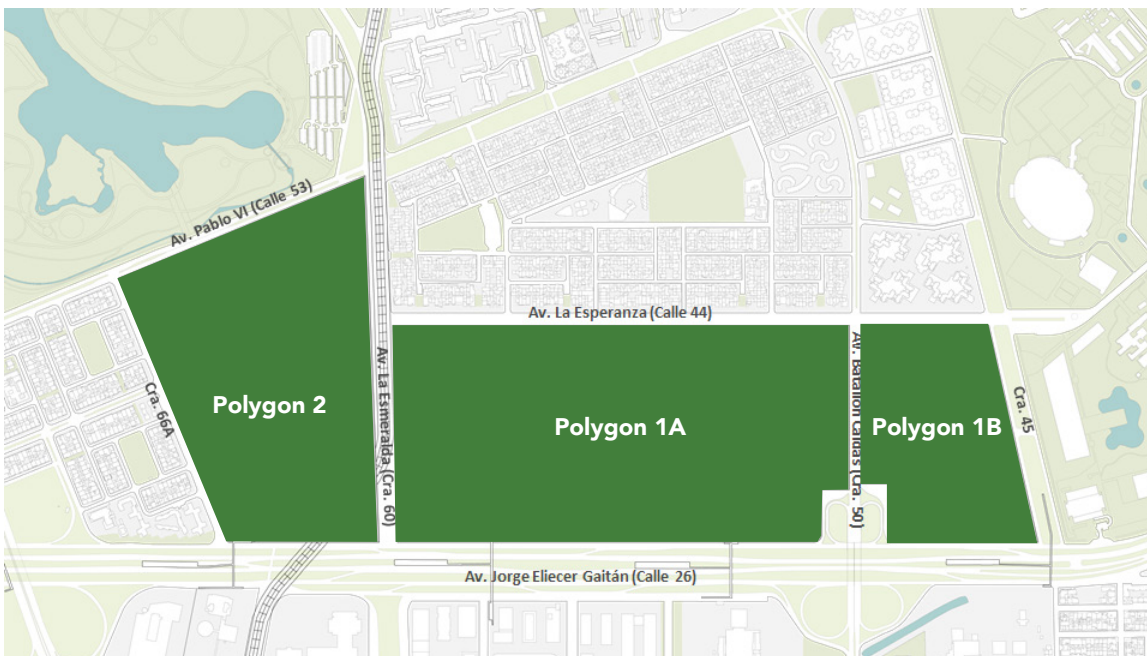 Av. Pablo VI (Calle 53)
Av. La Esperanza (Calle 44)
Cra. 66A
Polygon 2
Av. La Esmeralda (Cra. 60)
Polygon 1A
Av. Batallón Caldas (Cra. 50)
Polygon 1B
Cra. 45
Av. Jorge Eliecer Gaitán (Calle 26)